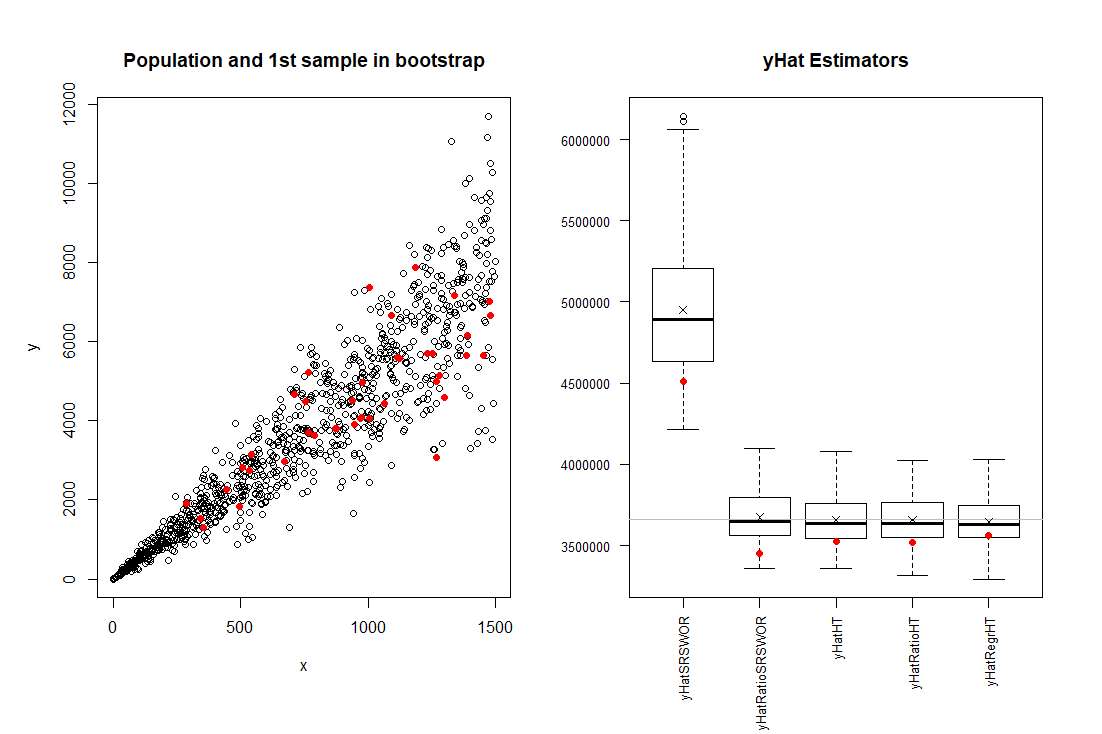 Population and 1st sample in bootstrap
y
12000
10000
8000
6000
4000
2000
0
0 500 1000 1500
x
yHat Estimators
6000000
5500000
5000000
4500000
4000000
3500000
yHatSRSWOR
yHatRatioSRSWOR
yHatHT
yHatRatioHT
yHatRegrHT